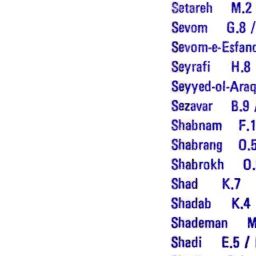 Setareh M.2
Sevom G.8 /
Sevom-e-Esfand
Seyrafi H.8
Seyyed-ol-Araq
Sezavar B.9 /
Shabnam F.1
Shabrang O.5
Shabrokh O.
Shad K.7
Shadab K.4
Shademan M
Shedi E.5 /